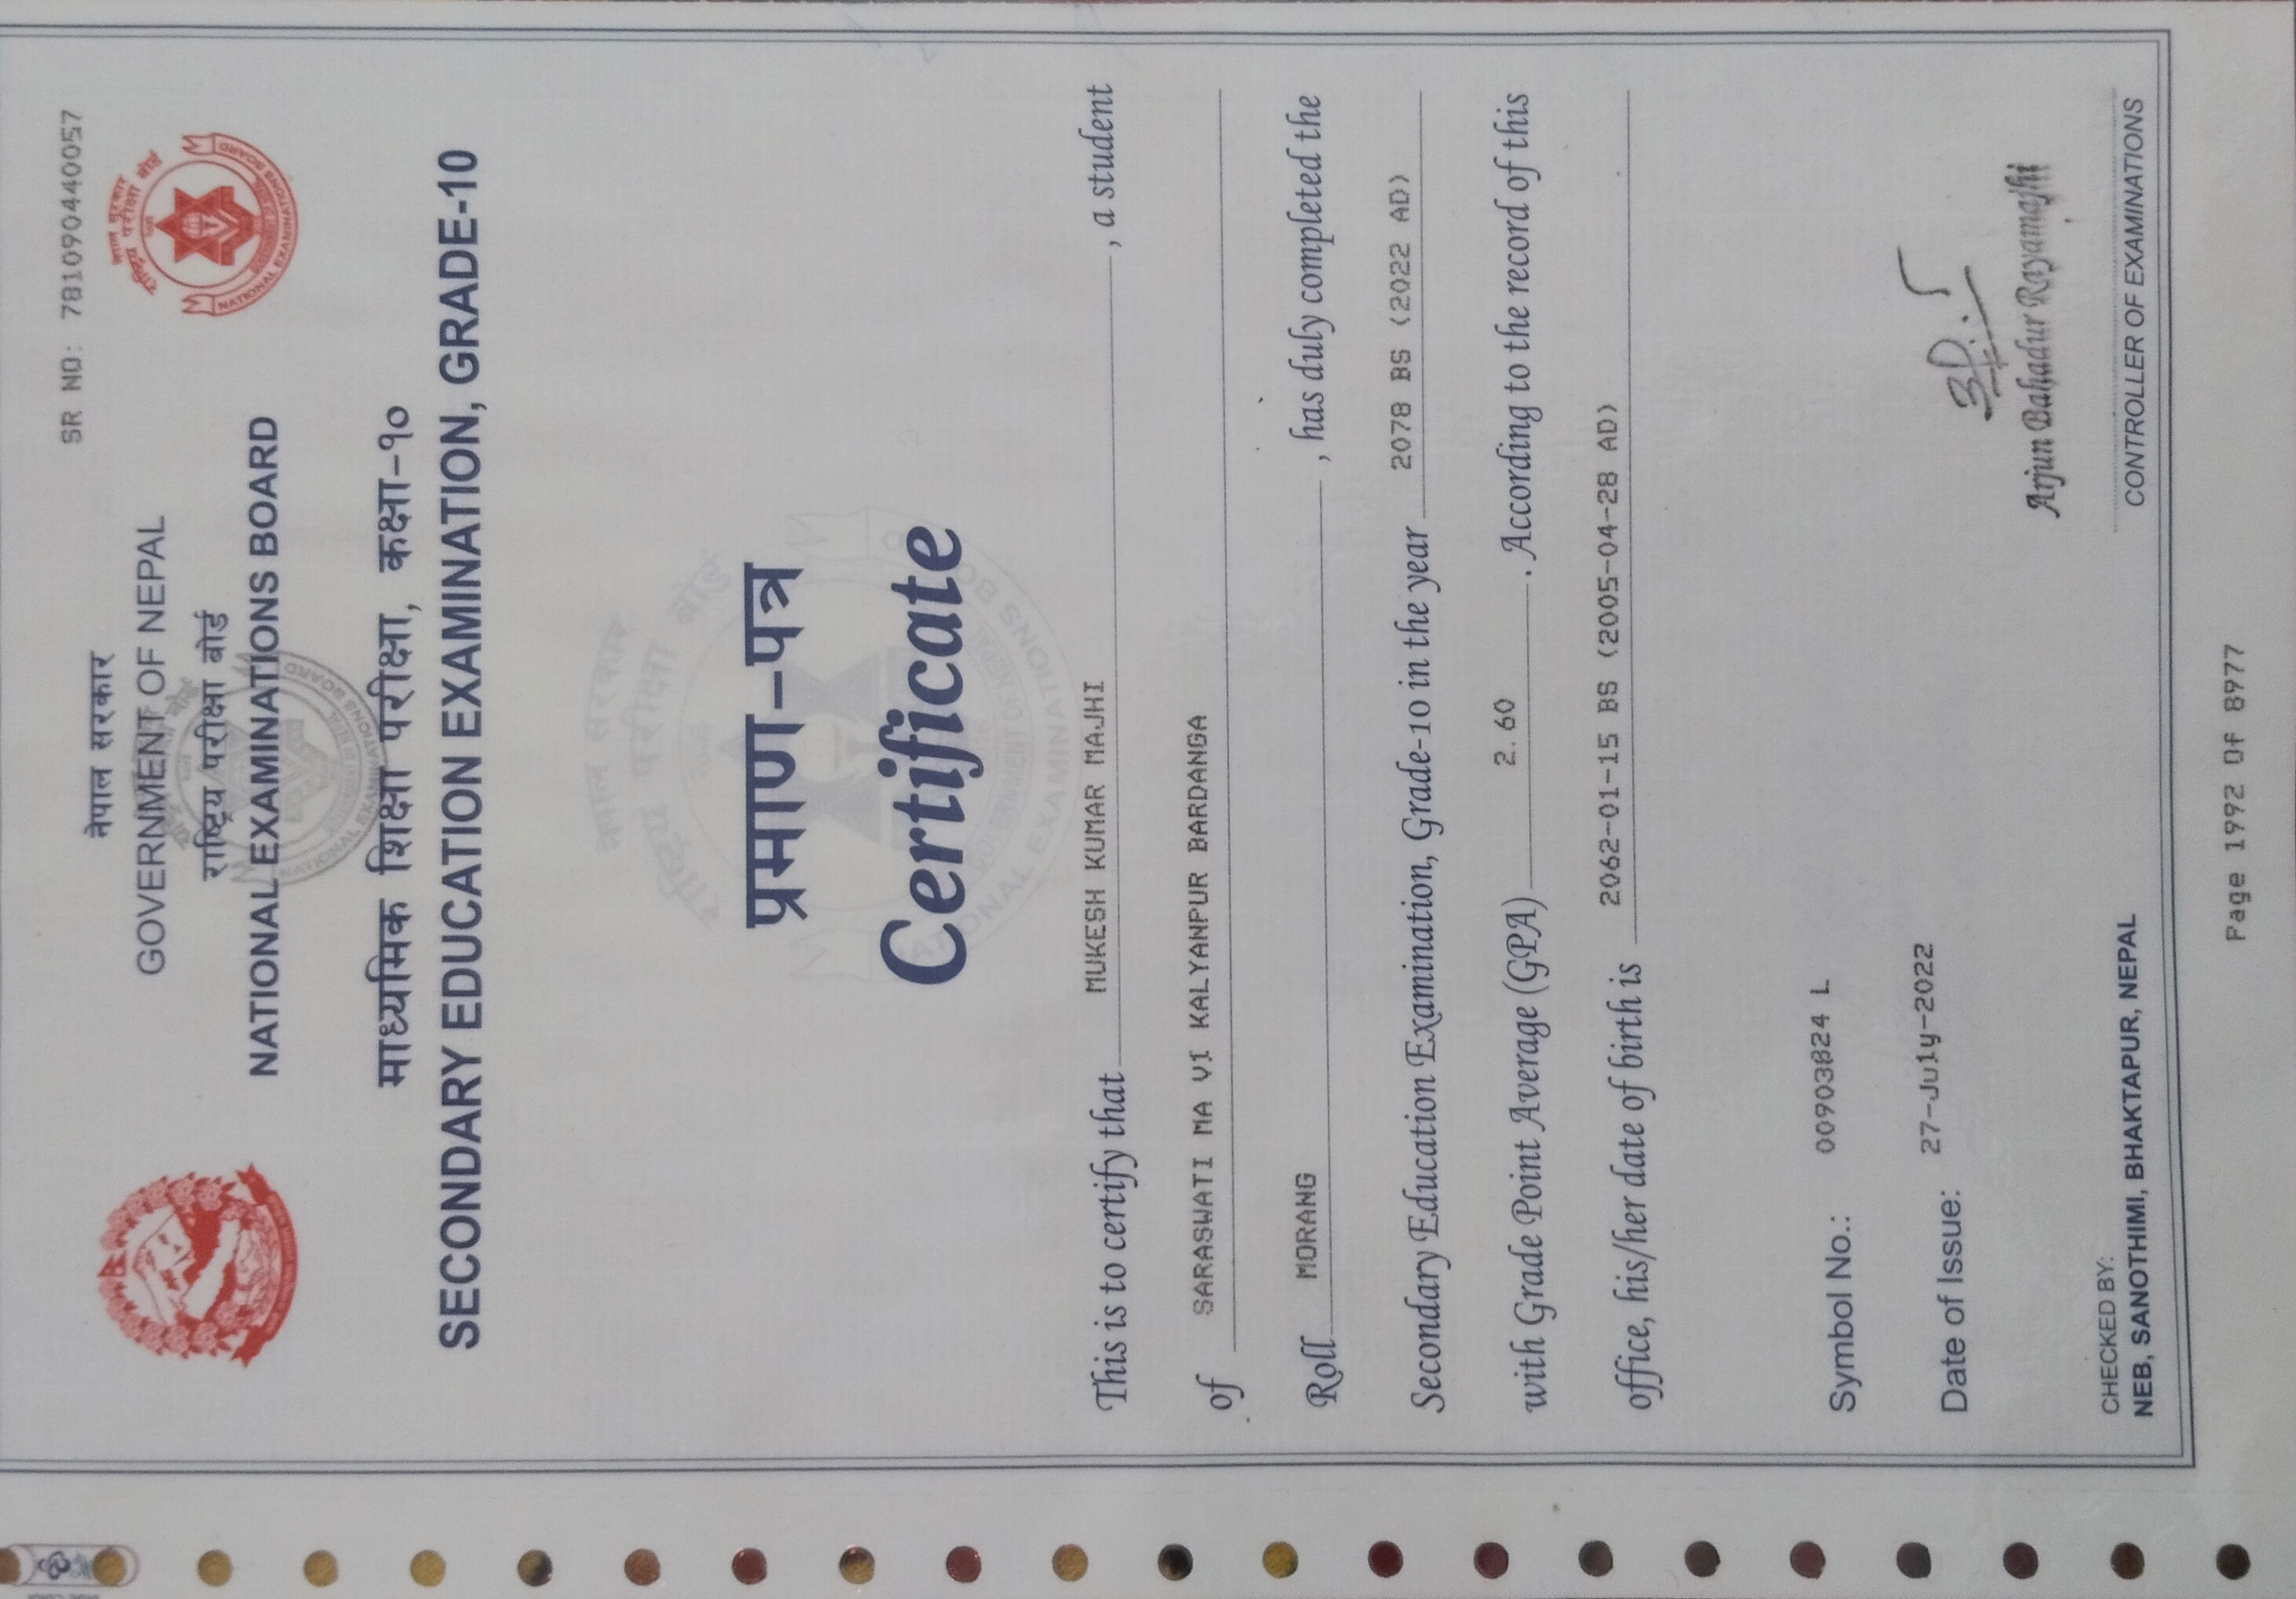 SR NO: 781090440057
नेपाल सरकार
GOVERNMENT OF NEPAL
राष्ट्रिय परीक्षा बोर्ड
NATIONAL EXAMINATIONS BOARD
माध्यमिक शिक्षा परीक्षा, कक्षा-१०
SECONDARY EDUCATION EXAMINATION, GRADE-10
नेपाल सरकार
राष्ट्रिय परीक्षा बोर्ड
प्रमाण-पत्र
Certificate
GOVERNMENT OF NEPAL
NATIONAL EXAMINATIONS BOARD
This is to certify that MUKESH KUMAR MAJHI, a student
of SARASWATI MA VI KALYANPUR BARDANGA
Roll MORANG, has duly completed the
Secondary Education Examination, Grade-10 in the year 2078 BS (2022 AD)
with Grade Point Average (GPA) 2.60. According to the record of this
office, his/her date of birth is 2062-01-15 BS (2005-04-28 AD)
Symbol No.: 00903824 L
Date of Issue: 27-July-2022
Arjun Bahadur Rayamajhi
CHECKED BY:
NEB, SANOTHIMI, BHAKTAPUR, NEPAL
CONTROLLER OF EXAMINATIONS
Page 1992 Of 8977